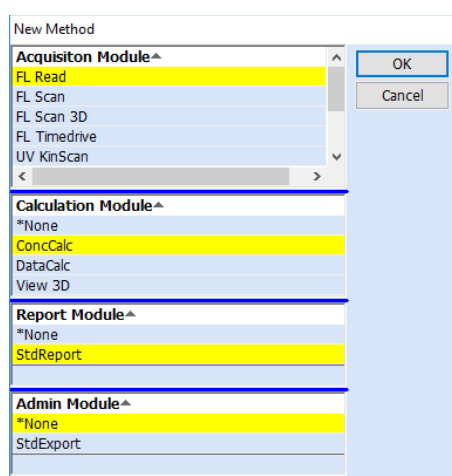 New Method
Acquisiton Module
FL Read
FL Scan
FL Scan 3D
FL Timedrive
UV KinScan
OK
Cancel
Calculation Module
*None
ConcCalc
DataCalc
View 3D
Report Module
*None
StdReport
Admin Module
*None
StdExport